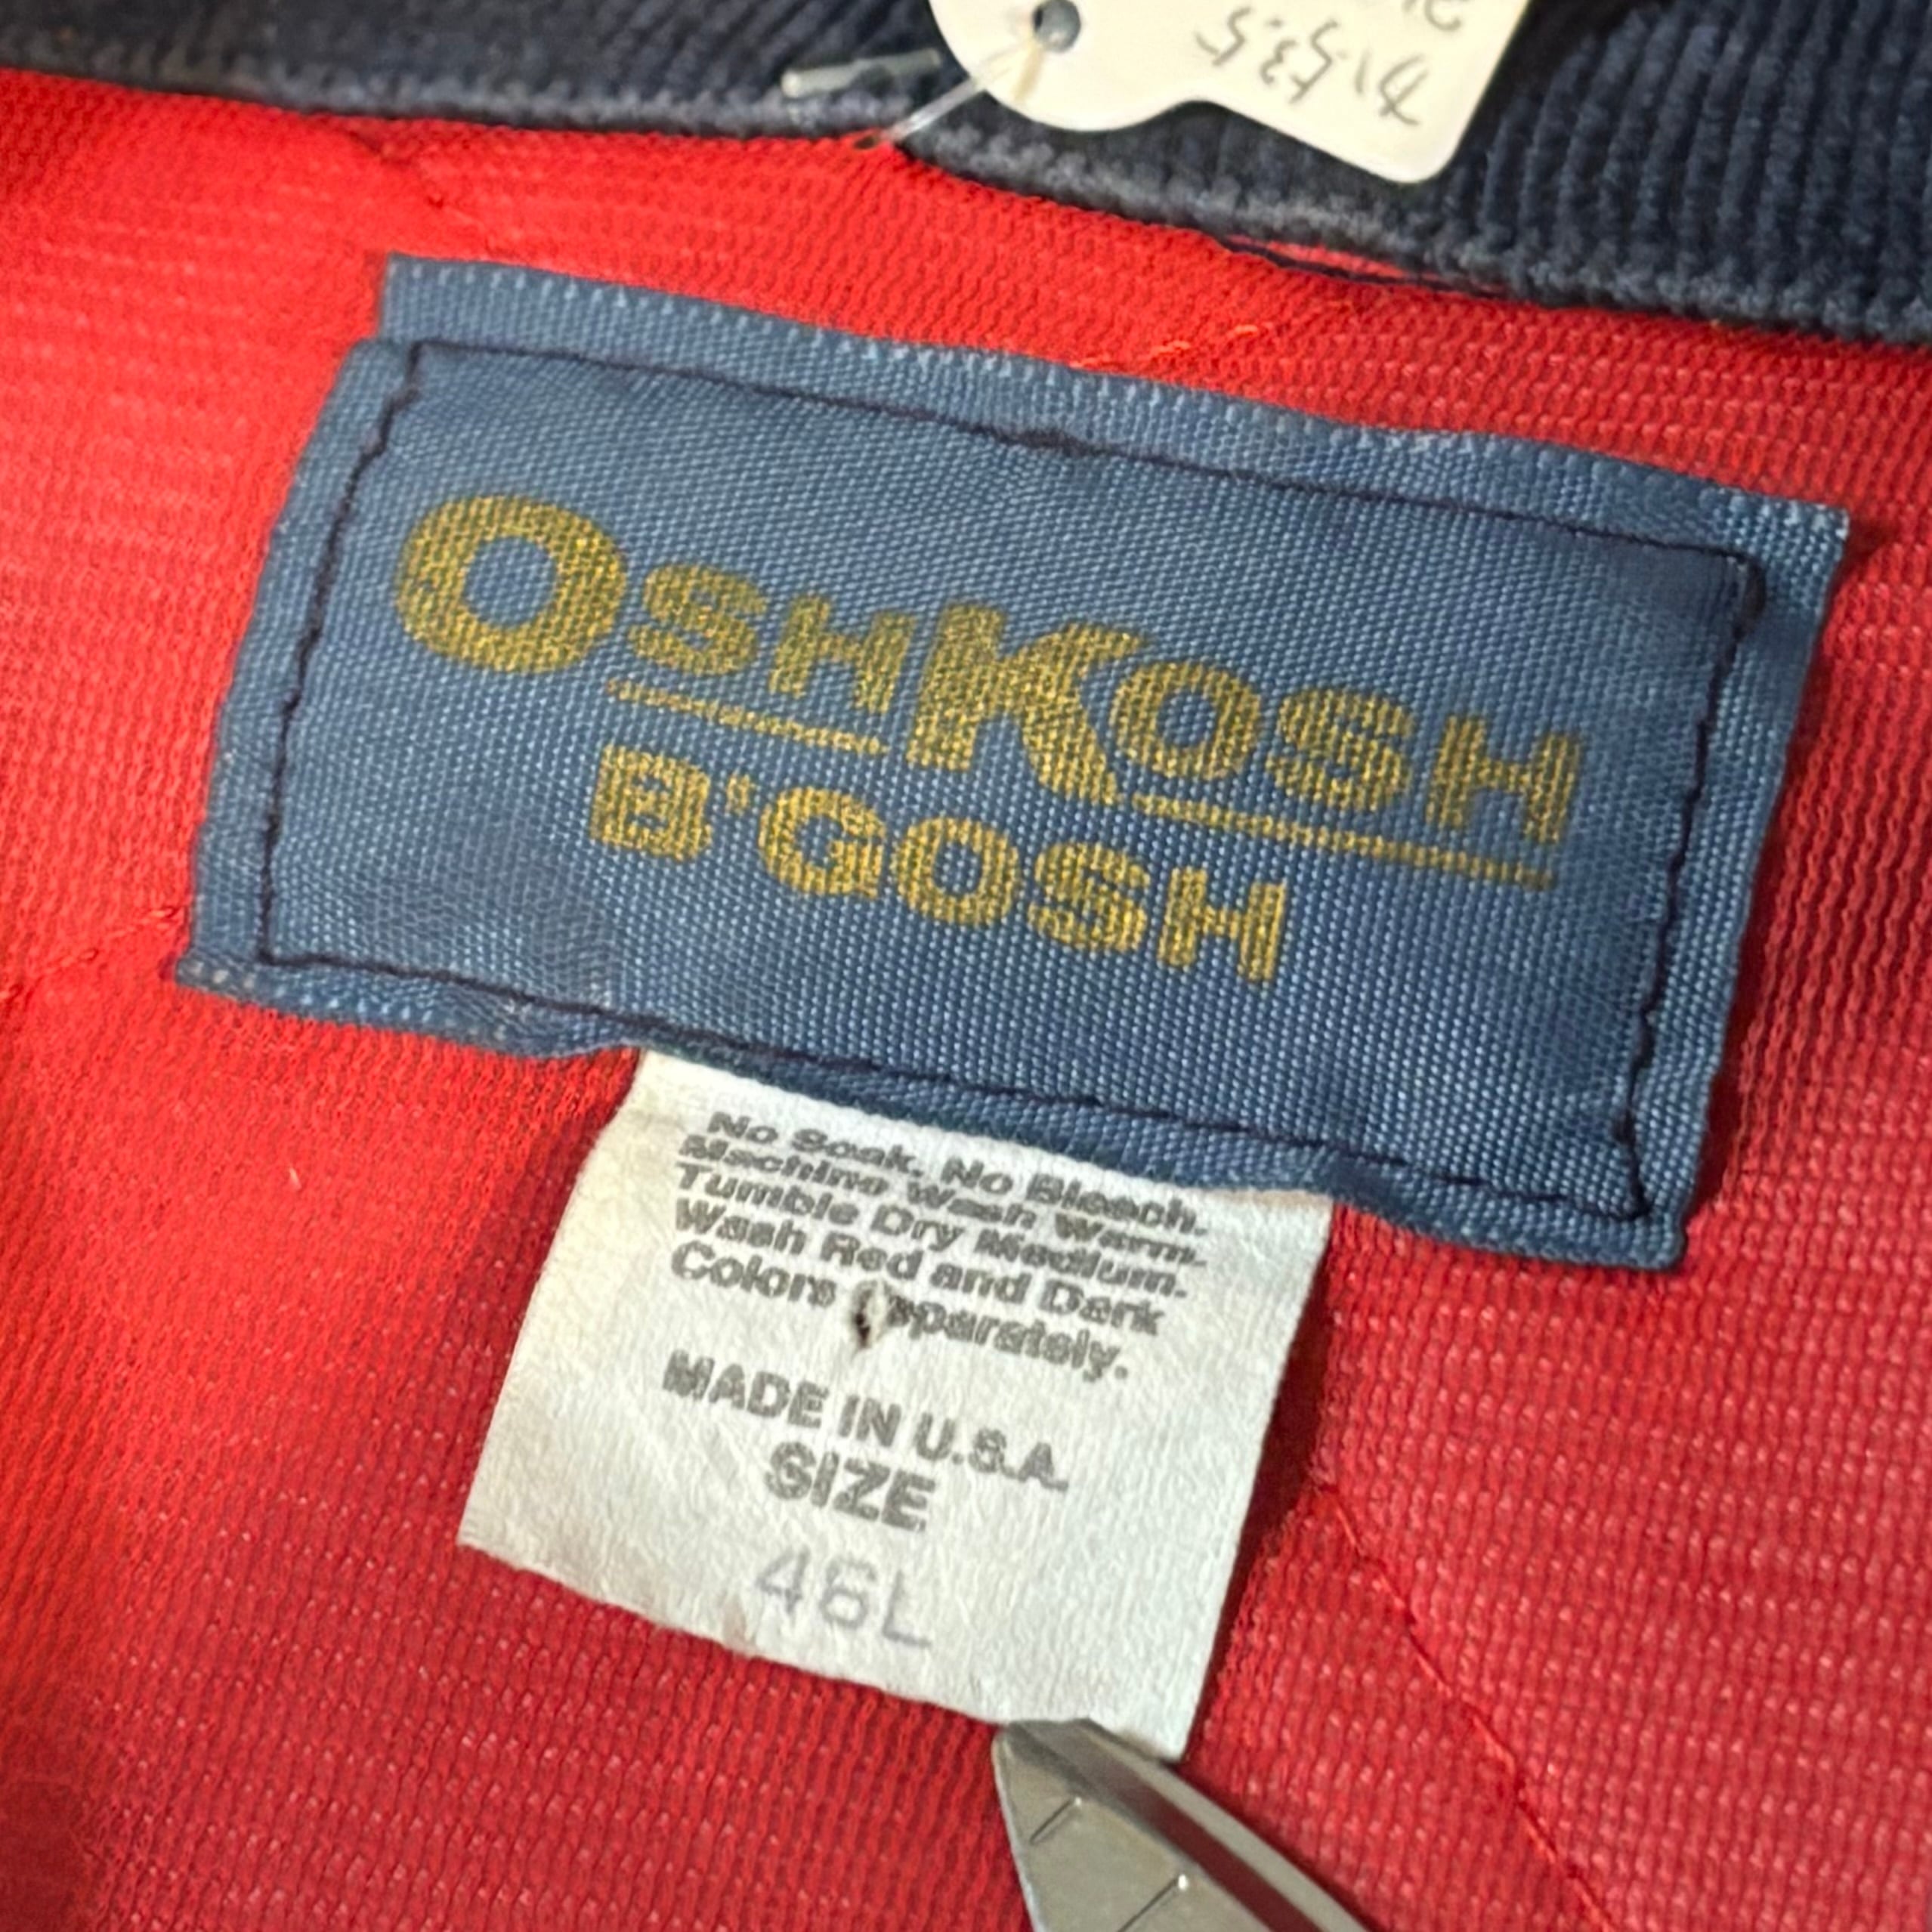 OSHKOSH
B'GOSH
No Soak. No Bleach.
Machine Wash Warm.
Tumble Dry Medium.
Wash Red and Dark
Colors eparately.
MADE IN U.S.A.
SIZE
46L